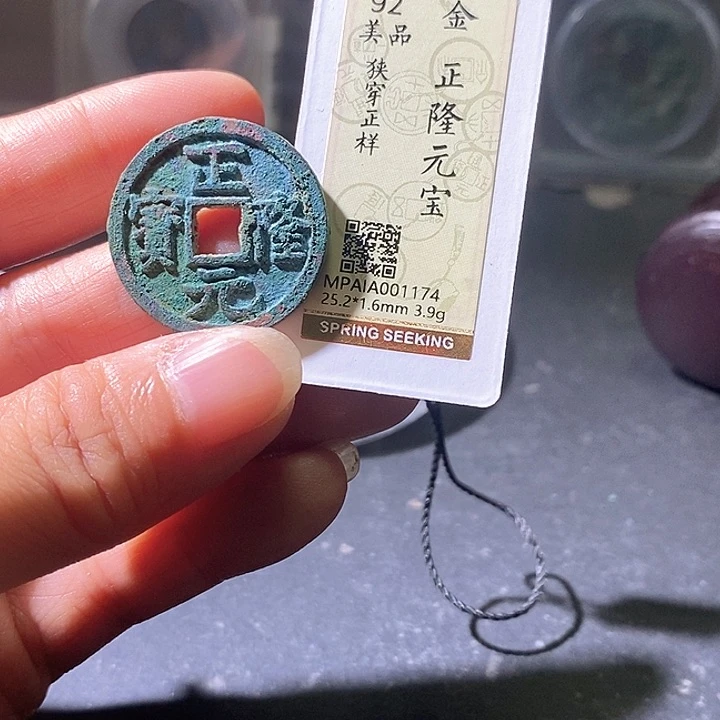 正隆元寶
金 正隆元宝
92
美品
狭穿正样
MPAIA001174
25.2*1.6mm 3.9g
SPRING SEEKING